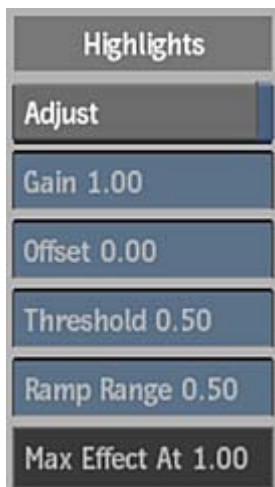 Highlights
Adjust
Gain 1.00
Offset 0.00
Threshold 0.50
Ramp Range 0.50
Max Effect At 1.00